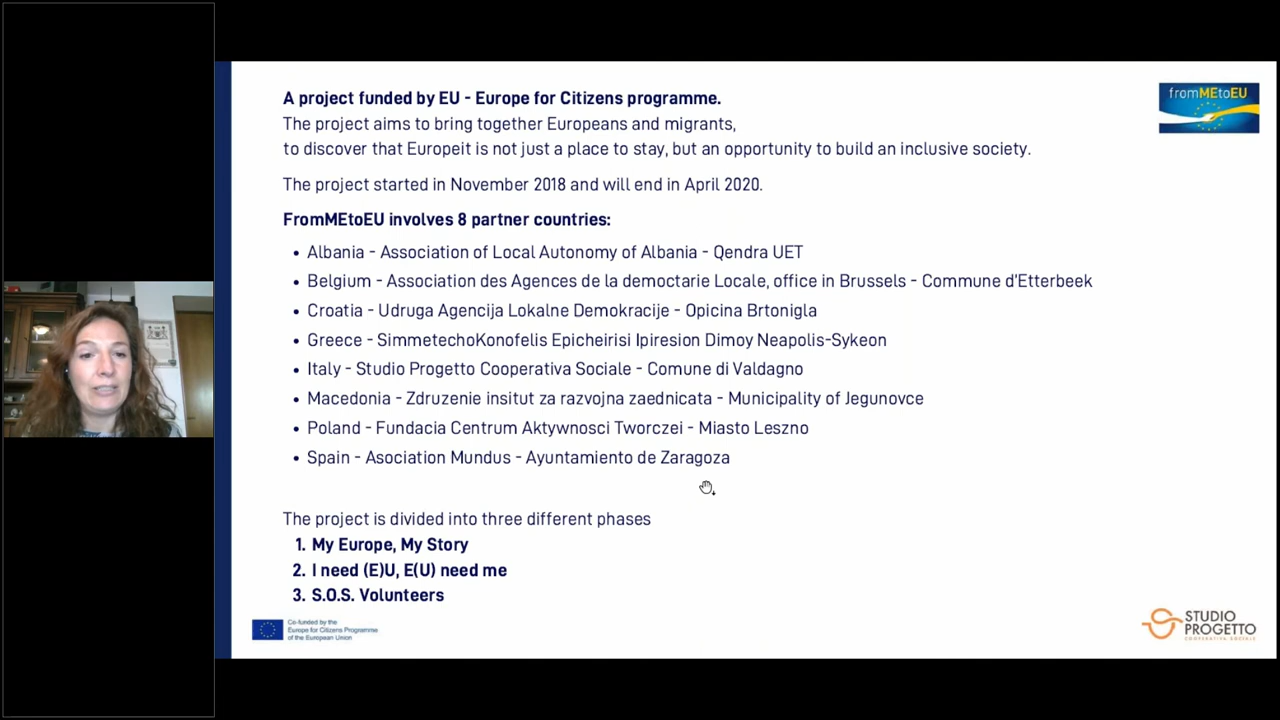 A project funded by EU - Europe for Citizens programme.
fromMEtoEU
The project aims to bring together Europeans and migrants,
to discover that Europeit is not just a place to stay, but an opportunity to build an inclusive society.
The project started in November 2018 and will end in April 2020.
FromMEtoEU involves 8 partner countries:
• Albania - Association of Local Autonomy of Albania - Qendra UET
• Belgium - Association des Agences de la democtarie Locale, office in Brussels - Commune d'Etterbeek
• Croatia - Udruga Agencija Lokalne Demokracije - Opicina Brtonigla
• Greece - SimmetechoKonofelis Epicheirisi Ipiresion Dimoy Neapolis-Sykeon
• Italy - Studio Progetto Cooperativa Sociale - Comune di Valdagno
• Macedonia - Zdruzenie insitut za razvojna zaednicata - Municipality of Jegunovce
• Poland - Fundacia Centrum Aktywnosci Tworczei - Miasto Leszno
• Spain - Asociation Mundus - Ayuntamiento de Zaragoza
The project is divided into three different phases
1. My Europe, My Story
2. I need (E)U, E(U) need me
3. S.O.S. Volunteers
Co-funded by the
Europe for Citizens Programme
of the European Union
STUDIO
PROGETTO
COOPERATIVA SOCIALE